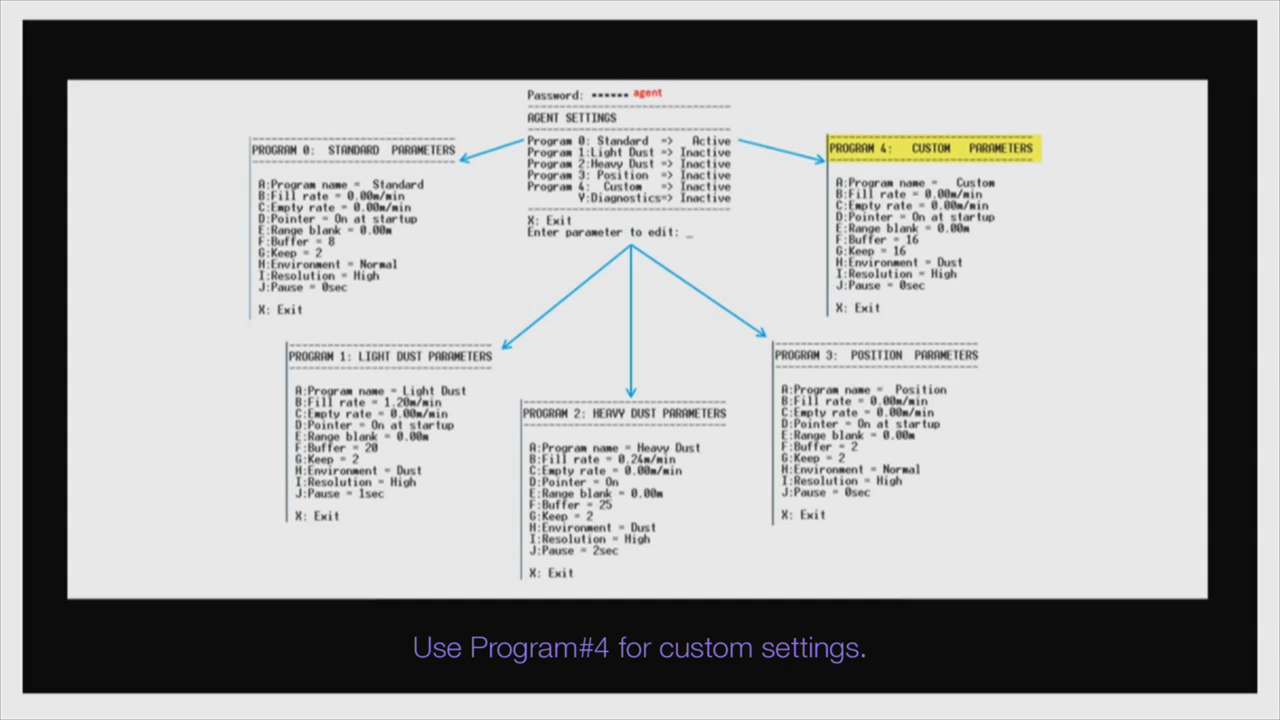 Password: •••••• agent
AGENT SETTINGS
Program 0: Standard => Active
Program 1:Light Dust => Inactive
Program 2:Heavy Dust => Inactive
Program 3: Position => Inactive
Program 4: Custom => Inactive
Y:Diagnostics=> Inactive
X: Exit
Enter parameter to edit: _
PROGRAM 0: STANDARD PARAMETERS
A:Program name = Standard
B:Fill rate = 0.00m/min
C:Empty rate = 0.00m/min
D:Pointer = On at startup
E:Range blank = 0.00m
F:Buffer = 8
G:Keep = 2
H:Environment = Normal
I:Resolution = High
J:Pause = 0sec
X: Exit
PROGRAM 4: CUSTOM PARAMETERS
A:Program name = Custom
B:Fill rate = 0.00m/min
C:Empty rate = 0.00m/min
D:Pointer = On at startup
E:Range blank = 0.00m
F:Buffer = 16
G:Keep = 16
H:Environment = Dust
I:Resolution = High
J:Pause = 0sec
X: Exit
PROGRAM 1: LIGHT DUST PARAMETERS
A:Program name = Light Dust
B:Fill rate = 1.20m/min
C:Empty rate = 0.00m/min
D:Pointer = On at startup
E:Range blank = 0.00m
F:Buffer = 20
G:Keep = 2
H:Environment = Dust
I:Resolution = High
J:Pause = 1sec
X: Exit
PROGRAM 2: HEAVY DUST PARAMETERS
A:Program name = Heavy Dust
B:Fill rate = 0.24m/min
C:Empty rate = 0.00m/min
D:Pointer = On
E:Range blank = 0.00m
F:Buffer = 25
G:Keep = 2
H:Environment = Dust
I:Resolution = High
J:Pause = 2sec
X: Exit
PROGRAM 3: POSITION PARAMETERS
A:Program name = Position
B:Fill rate = 0.00m/min
C:Empty rate = 0.00m/min
D:Pointer = On at startup
E:Range blank = 0.00m
F:Buffer = 2
G:Keep = 2
H:Environment = Normal
I:Resolution = High
J:Pause = 0sec
X: Exit
Use Program#4 for custom settings.